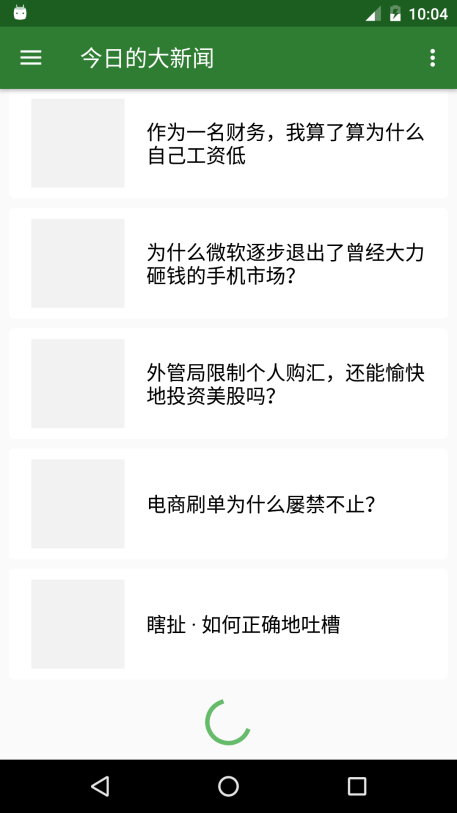 10:04
今日的大新闻
作为一名财务，我算了算为什么
自己工资低
为什么微软逐步退出了曾经大力
砸钱的手机市场？
外管局限制个人购汇，还能愉快
地投资美股吗？
电商刷单为什么屡禁不止？
瞎扯 · 如何正确地吐槽